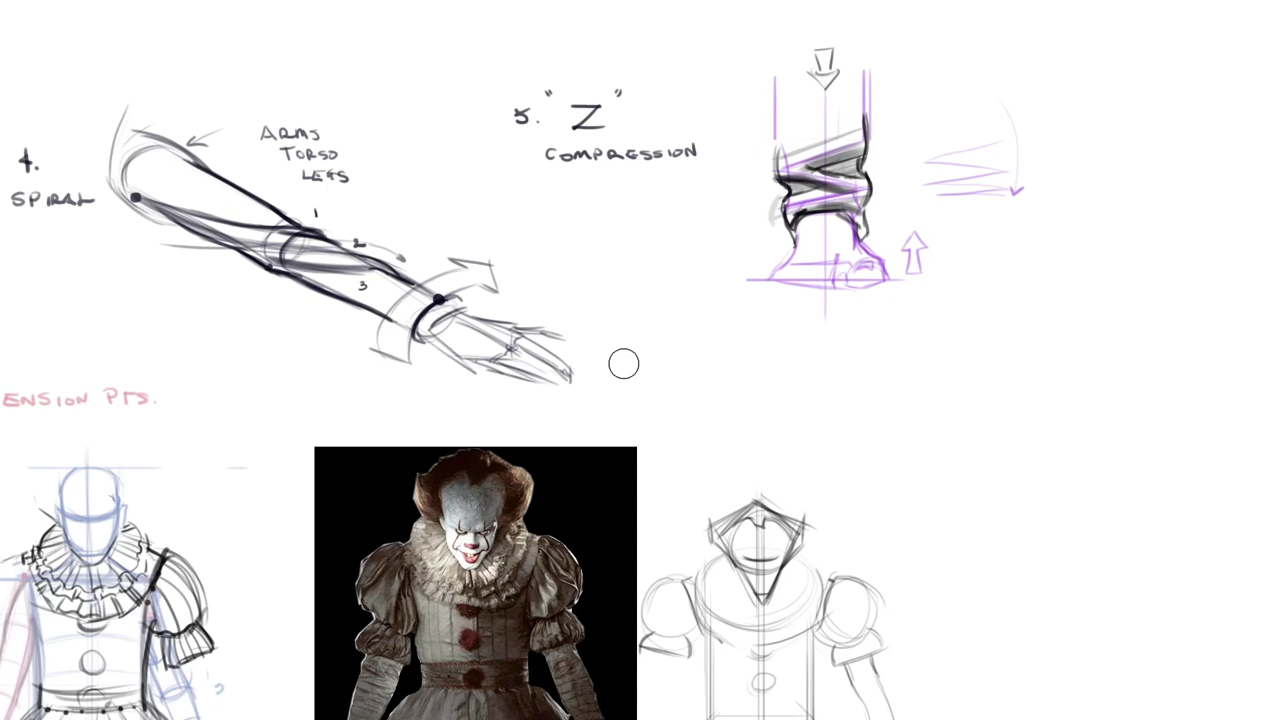 4.
SPIRAL
ARMS
TORSO
LEGS
1
2
3
5. "Z"
COMPRESSION
ENSION PTS.